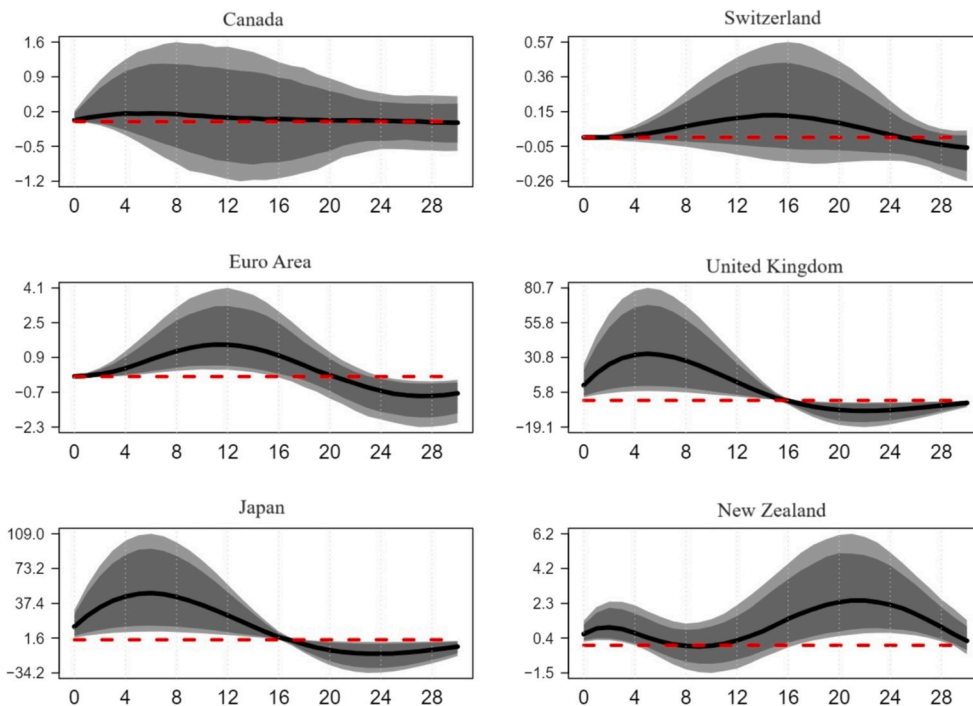 Canada
1.6
0.9
0.2
−0.5
−1.2
0 4 8 12 16 20 24 28
Switzerland
0.57
0.36
0.15
−0.05
−0.26
0 4 8 12 16 20 24 28
Euro Area
4.1
2.5
0.9
−0.7
−2.3
0 4 8 12 16 20 24 28
United Kingdom
80.7
55.8
30.8
5.8
−19.1
0 4 8 12 16 20 24 28
Japan
109.0
73.2
37.4
1.6
−34.2
0 4 8 12 16 20 24 28
New Zealand
6.2
4.2
2.3
0.4
−1.5
0 4 8 12 16 20 24 28